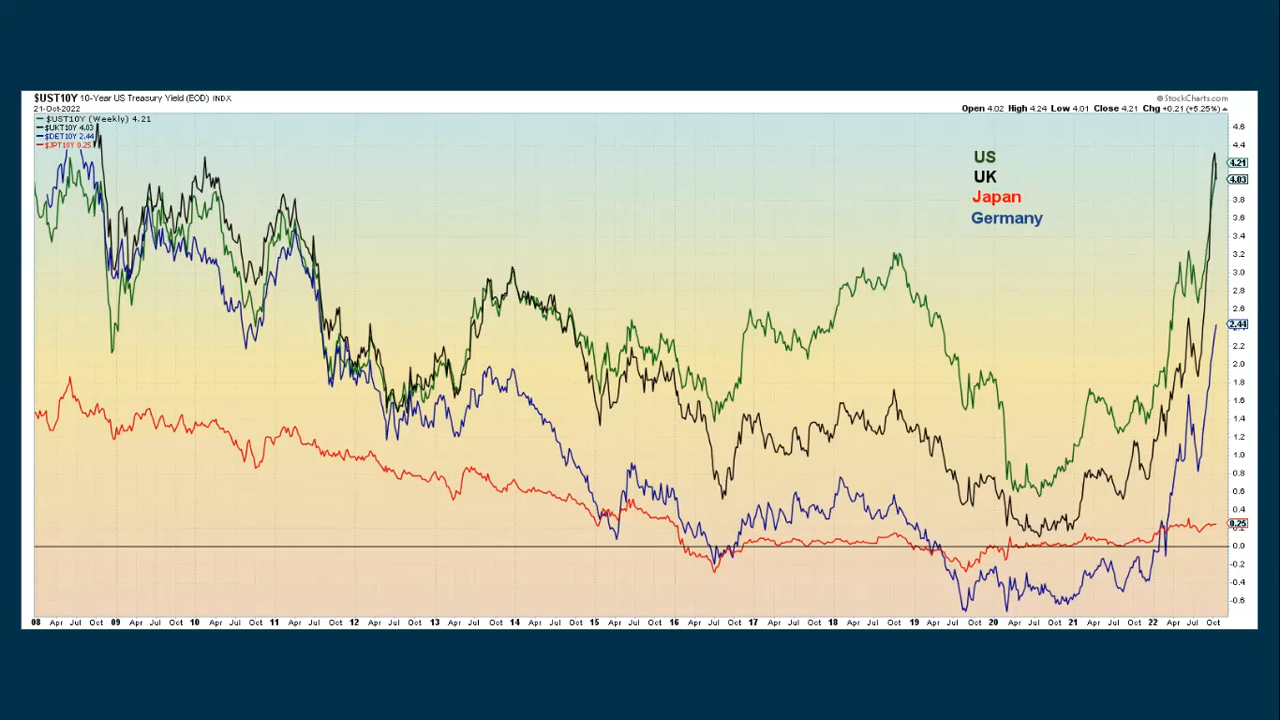 $UST10Y 10-Year US Treasury Yield (EOD) INDX
© StockCharts.com
21-Oct-2022
Open 4.02 High 4.24 Low 4.01 Close 4.21 Chg +0.21 (+5.25%) ▲
— $UST10Y (Weekly) 4.21
— $UKT10Y 4.03
— $DET10Y 2.44
— $JPT10Y 0.25
US
UK
Japan
Germany
4.6
4.4
4.21
4.03
3.8
3.6
3.4
3.2
3.0
2.8
2.6
2.44
2.2
2.0
1.8
1.6
1.4
1.2
1.0
0.8
0.6
0.4
0.25
0.0
-0.2
-0.4
-0.6
08 Apr Jul Oct 09 Apr Jul Oct 10 Apr Jul Oct 11 Apr Jul Oct 12 Apr Jul Oct 13 Apr Jul Oct 14 Apr Jul Oct 15 Apr Jul Oct 16 Apr Jul Oct 17 Apr Jul Oct 18 Apr Jul Oct 19 Apr Jul Oct 20 Apr Jul Oct 21 Apr Jul Oct 22 Apr Jul Oct